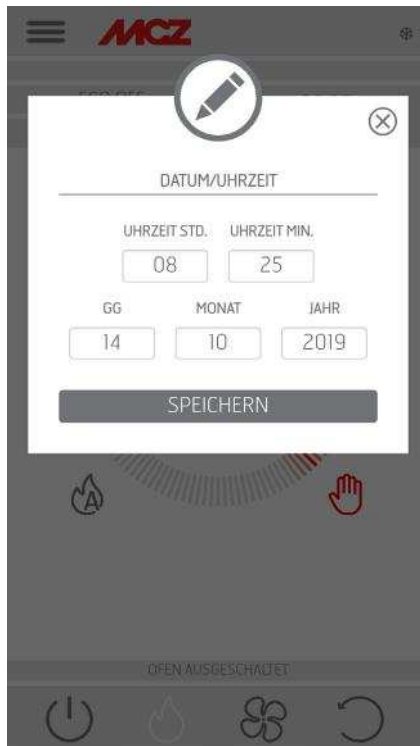 MCZ
DATUM/UHRZEIT
UHRZEIT STD. UHRZEIT MIN.
08 25
GG MONAT JAHR
14 10 2019
SPEICHERN
A
OFEN AUSGESCHALTET